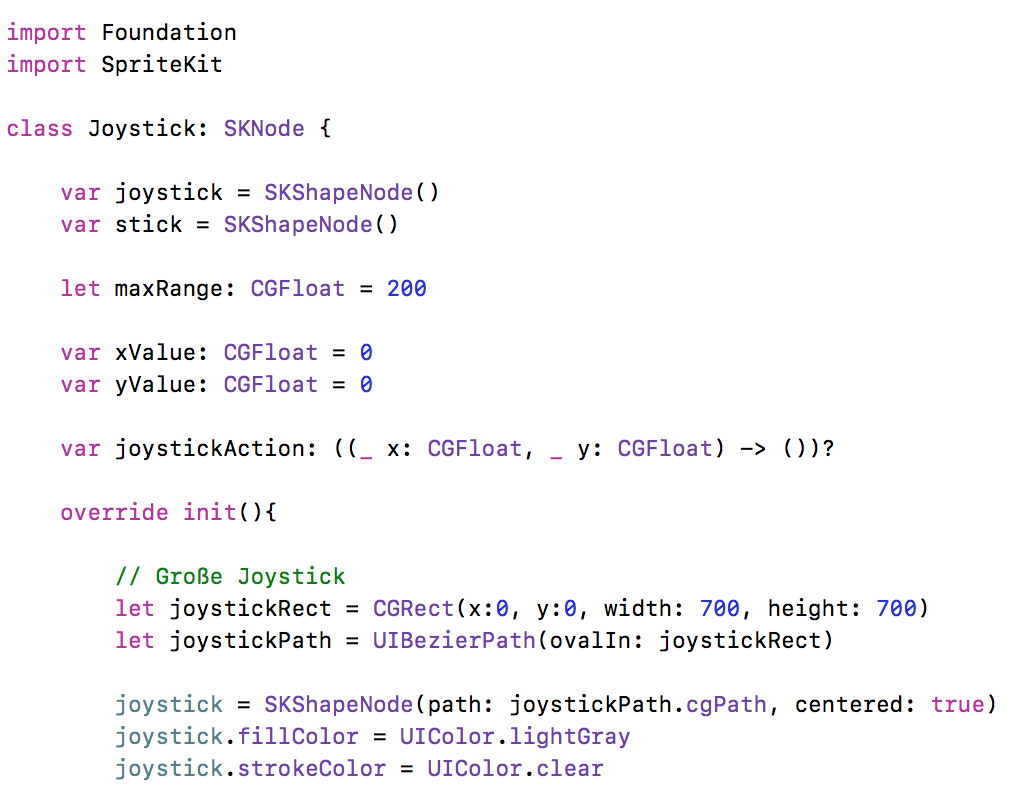 import Foundation
import SpriteKit
class Joystick: SKNode {
var joystick = SKShapeNode()
var stick = SKShapeNode()
let maxRange: CGFloat = 200
var xValue: CGFloat = 0
var yValue: CGFloat = 0
var joystickAction: ((_ x: CGFloat, _ y: CGFloat) -> ())?
override init(){
// Große Joystick
let joystickRect = CGRect(x:0, y:0, width: 700, height: 700)
let joystickPath = UIBezierPath(ovalIn: joystickRect)
joystick = SKShapeNode(path: joystickPath.cgPath, centered: true)
joystick.fillColor = UIColor.lightGray
joystick.strokeColor = UIColor.clear